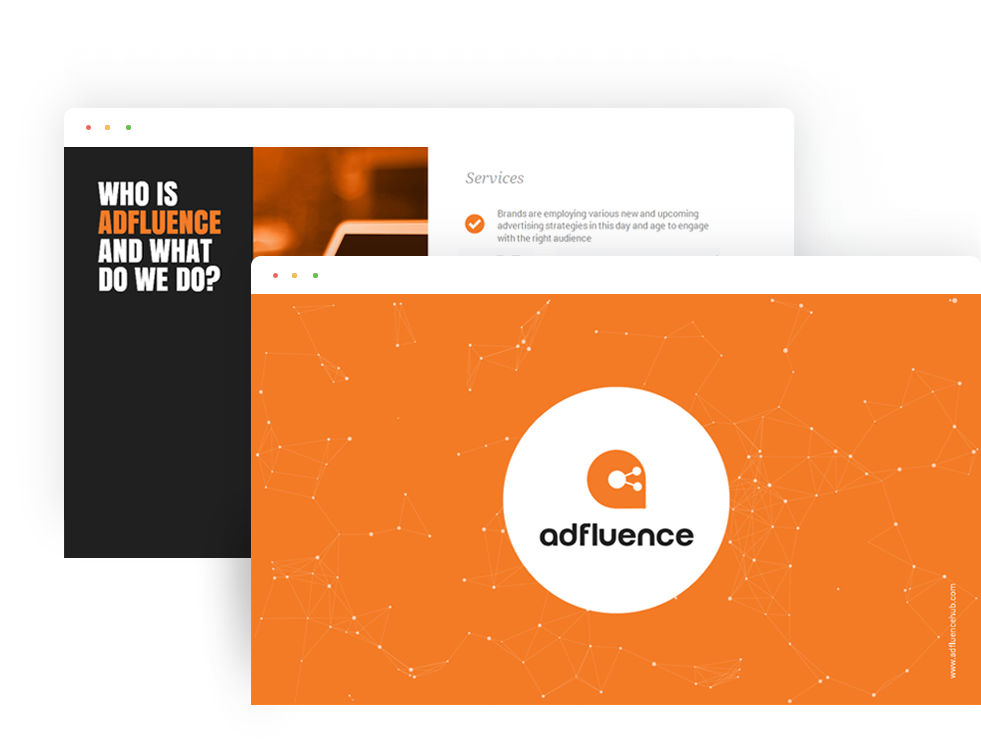 WHO IS
ADFLUENCE
AND WHAT
DO WE DO?
Services
Brands are employing various new and upcoming
advertising strategies in this day and age to engage
with the right audience
adfluence
www.adfluencehub.com